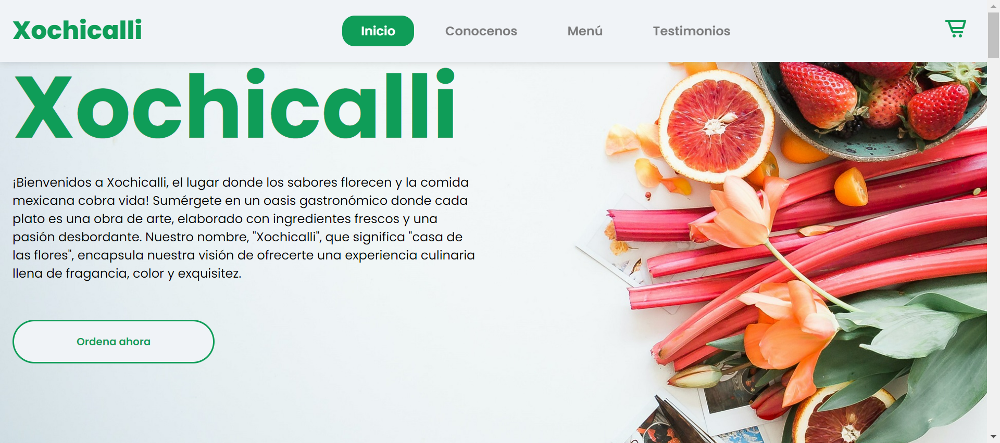 Xochicalli
Inicio
Conocenos
Menú
Testimonios
Xochicalli
¡Bienvenidos a Xochicalli, el lugar donde los sabores florecen y la comida
mexicana cobra vida! Sumérgete en un oasis gastronómico donde cada
plato es una obra de arte, elaborado con ingredientes frescos y una
pasión desbordante. Nuestro nombre, "Xochicalli", que significa "casa de
las flores", encapsula nuestra visión de ofrecerte una experiencia culinaria
llena de fragancia, color y exquisitez.
Ordena ahora